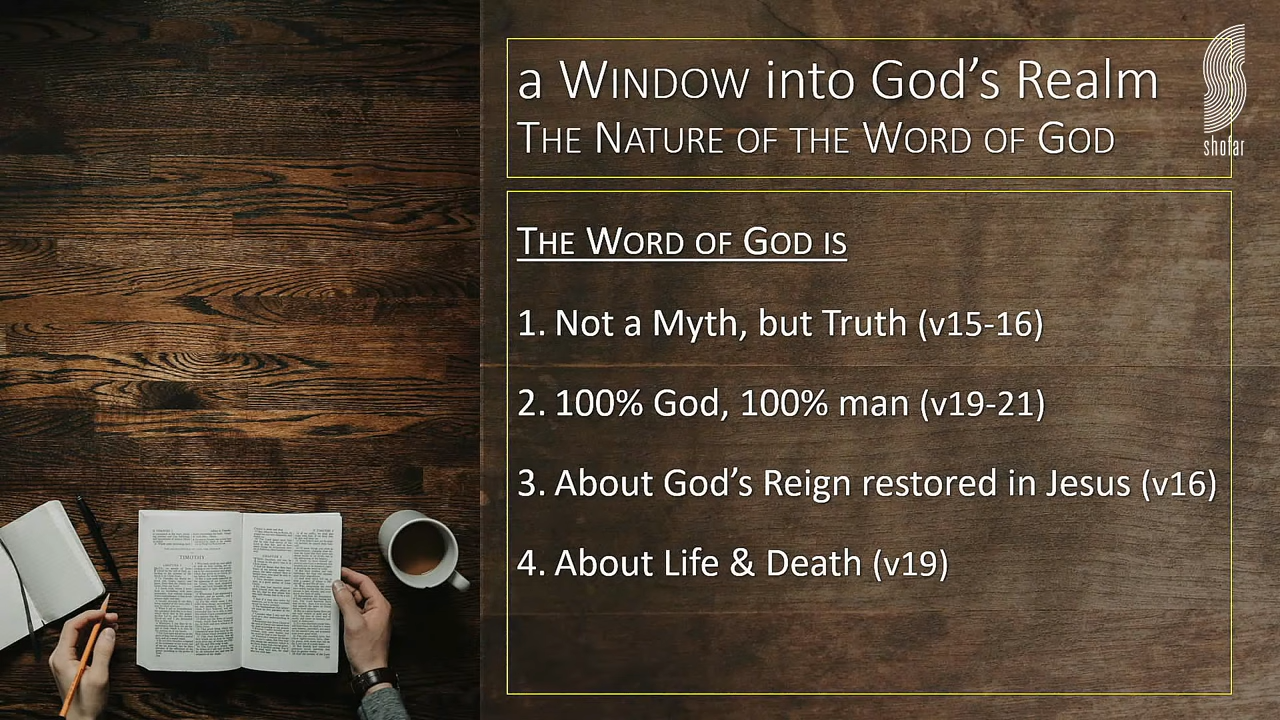 a WINDOW into God's Realm
THE NATURE OF THE WORD OF GOD
shofar
THE WORD OF GOD IS
1. Not a Myth, but Truth (v15-16)
2. 100% God, 100% man (v19-21)
3. About God's Reign restored in Jesus (v16)
4. About Life & Death (v19)
TIMOTHY